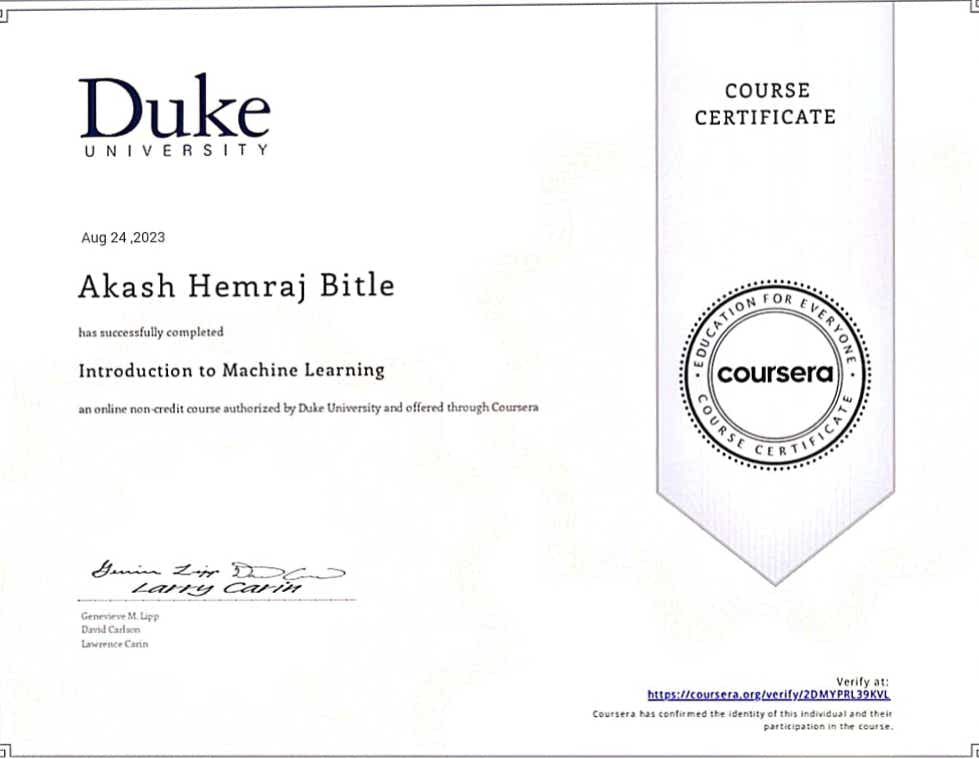 Duke
UNIVERSITY
Aug 24 ,2023
Akash Hemraj Bitle
has successfully completed
Introduction to Machine Learning
an online non-credit course authorized by Duke University and offered through Coursera
Larry Carin
Genevieve M. Lipp
David Carlson
Lawrence Carin
COURSE
CERTIFICATE
EDUCATION FOR EVERYONE
coursera
COURSE CERTIFICATE
Verify at:
https://coursera.org/verify/2DMYPRL39KVL
Coursera has confirmed the identity of this individual and their
participation in the course.